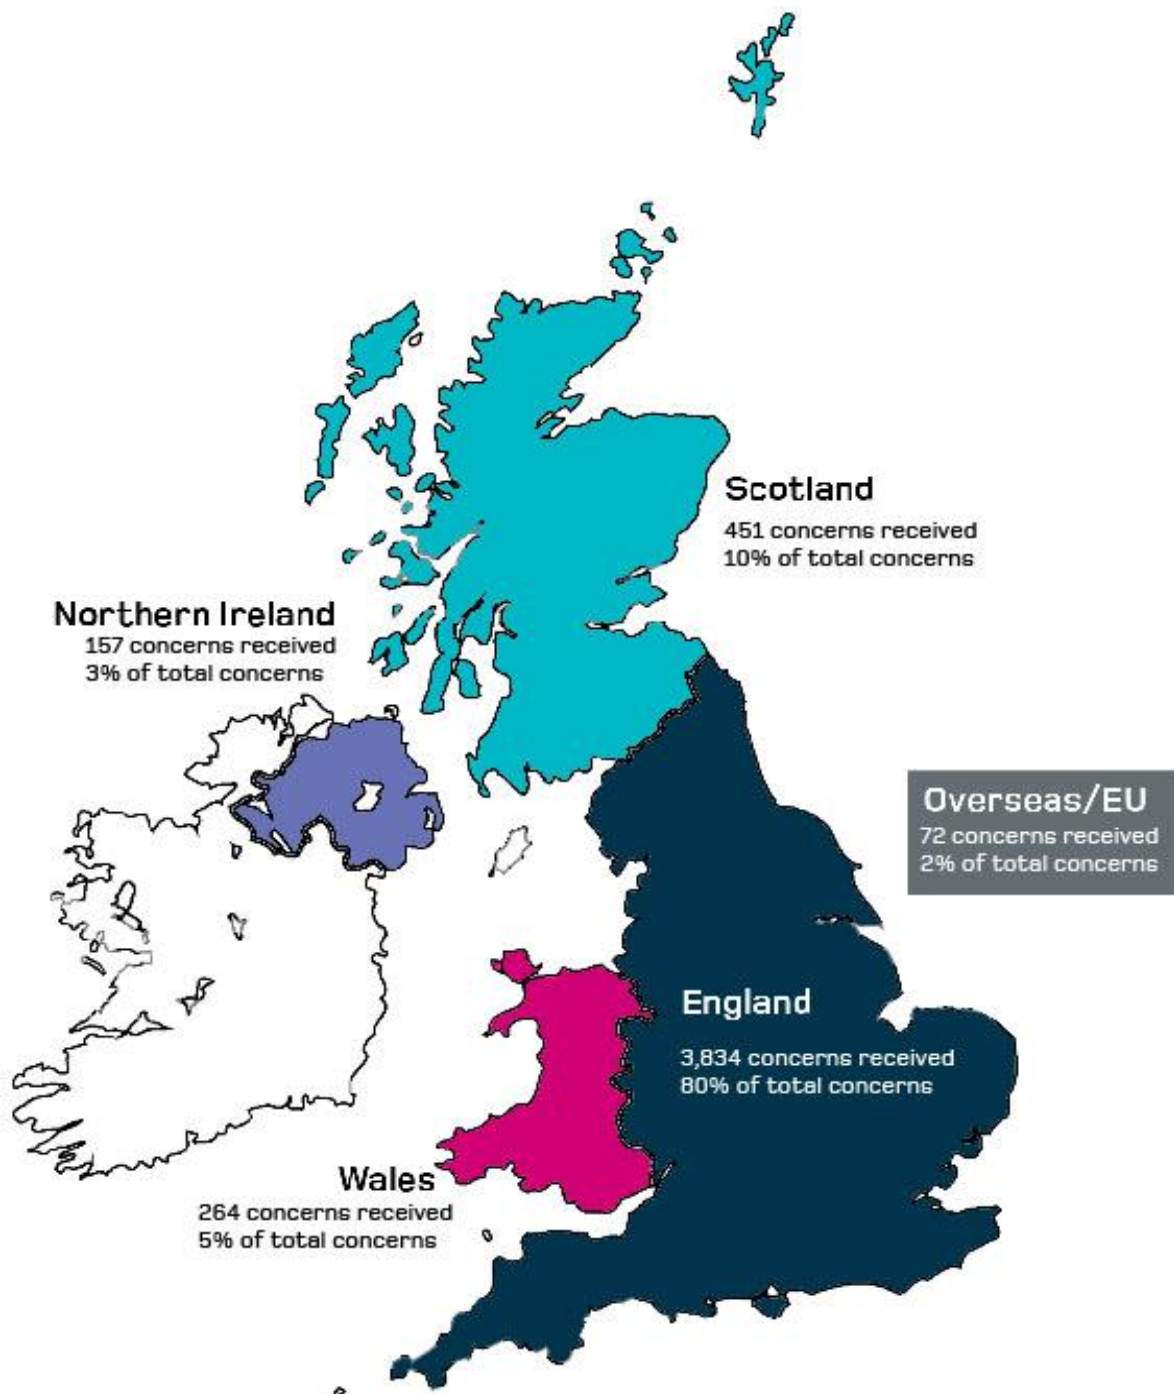 Scotland
451 concerns received
10% of total concerns
Northern Ireland
157 concerns received
3% of total concerns
Overseas/EU
72 concerns received
2% of total concerns
England
3,834 concerns received
80% of total concerns
Wales
264 concerns received
5% of total concerns